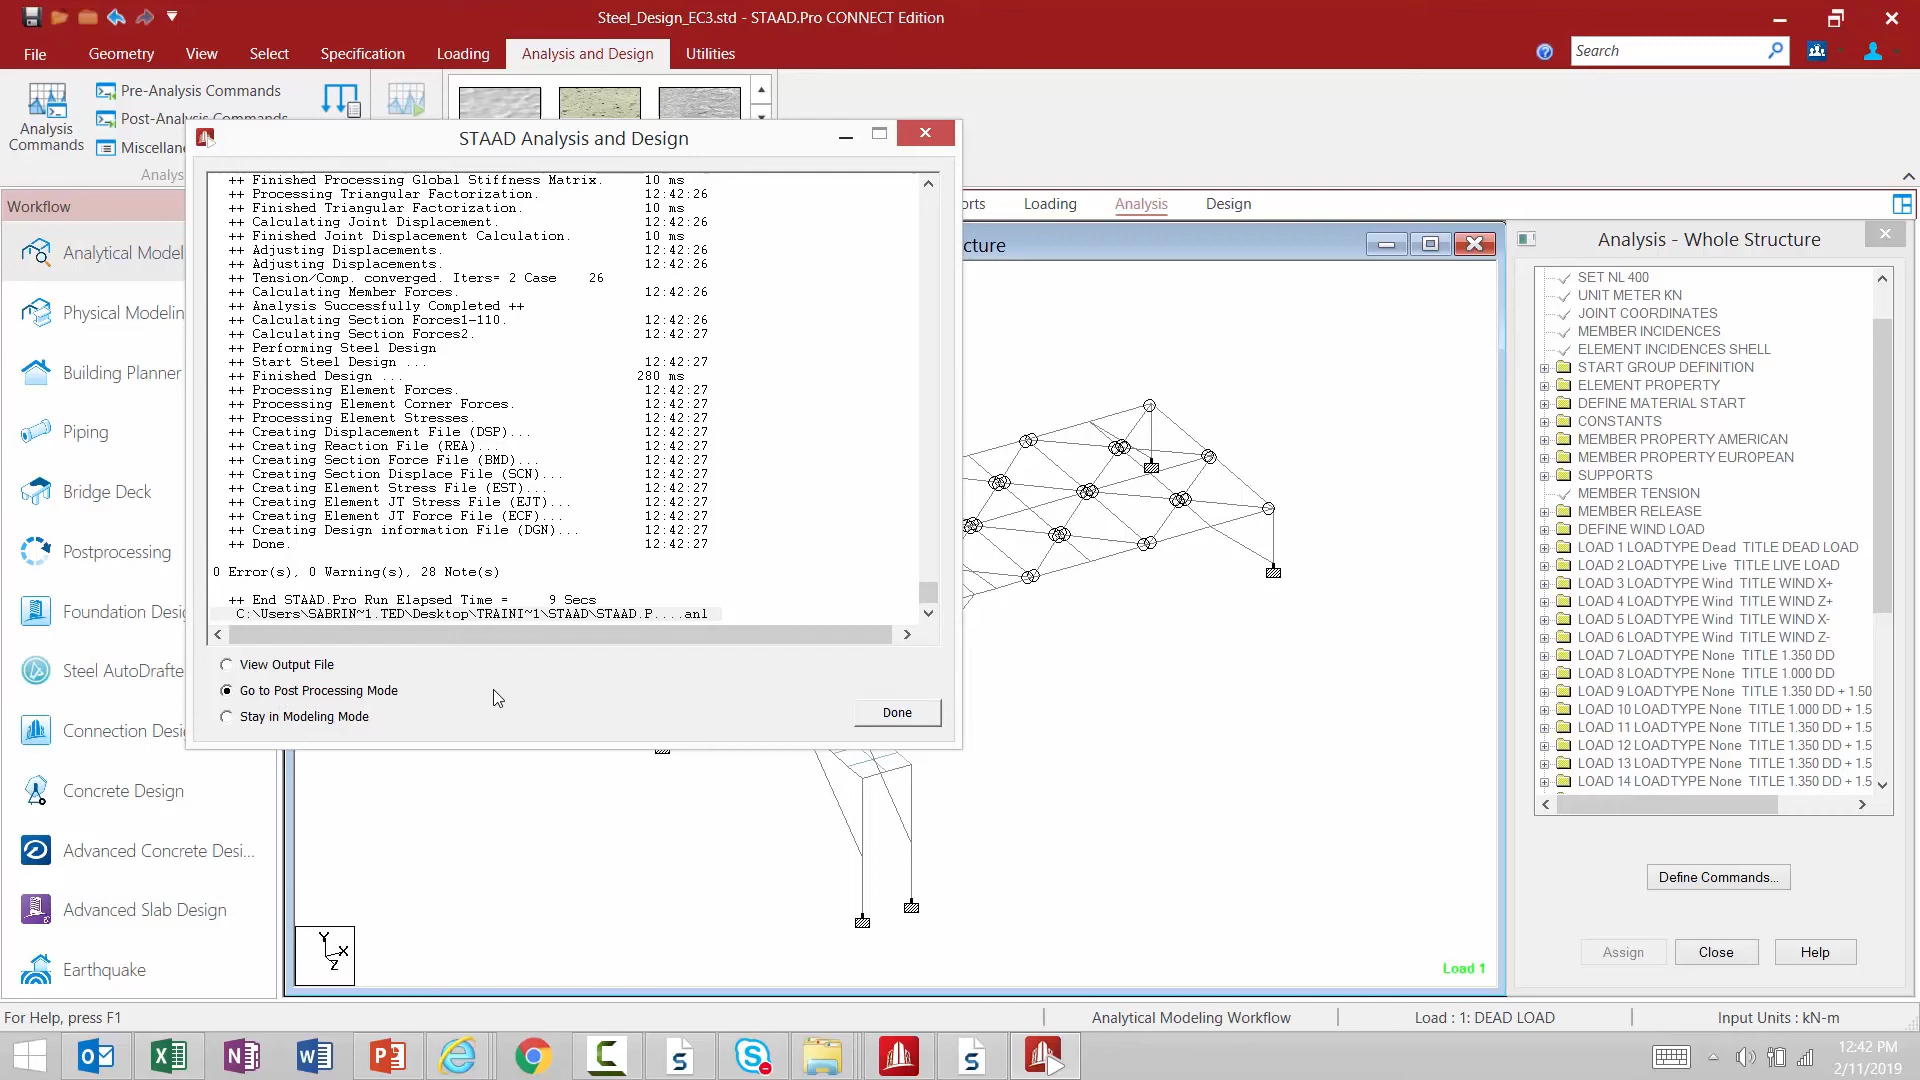 Steel_Design_EC3.std - STAAD.Pro CONNECT Edition
File Geometry View Select Specification Loading Analysis and Design Utilities
Search
Analysis Commands
Pre-Analysis Commands
Post-Analysis Commands
Miscellane
Analys
STAAD Analysis and Design
++ Finished Processing Global Stiffness Matrix. 10 ms
++ Processing Triangular Factorization. 12:42:26
++ Finished Triangular Factorization. 10 ms
++ Calculating Joint Displacement. 12:42:26
++ Finished Joint Displacement Calculation. 10 ms
++ Adjusting Displacements. 12:42:26
++ Adjusting Displacements. 12:42:26
++ Tension/Comp. converged. Iters= 2 Case 26
++ Calculating Member Forces. 12:42:26
++ Analysis Successfully Completed ++
++ Calculating Section Forces1-110. 12:42:26
++ Calculating Section Forces2. 12:42:27
++ Performing Steel Design
++ Start Steel Design ... 12:42:27
++ Finished Design ... 280 ms
++ Processing Element Forces. 12:42:27
++ Processing Element Corner Forces. 12:42:27
++ Processing Element Stresses. 12:42:27
++ Creating Displacement File (DSP)... 12:42:27
++ Creating Reaction File (REA)... 12:42:27
++ Creating Section Force File (BMD)... 12:42:27
++ Creating Section Displace File (SCN)... 12:42:27
++ Creating Element Stress File (EST)... 12:42:27
++ Creating Element JT Stress File (EJT)... 12:42:27
++ Creating Element JT Force File (ECF)... 12:42:27
++ Creating Design information File (DGN)... 12:42:27
++ Done. 12:42:27
0 Error(s), 0 Warning(s), 28 Note(s)
++ End STAAD.Pro Run Elapsed Time = 9 Secs
C:\Users\SABRIN~1.TED\Desktop\TRAINI~1\STAAD\STAAD.P....anl
View Output File
Go to Post Processing Mode
Stay in Modeling Mode
Done
Workflow
Analytical Model
Physical Modelin
Building Planner
Piping
Bridge Deck
Postprocessing
Foundation Desi
Steel AutoDrafte
Connection Desi
Concrete Design
Advanced Concrete Desi...
Advanced Slab Design
Earthquake
orts Loading Analysis Design
cture
Y
X
Z
Load 1
Analysis - Whole Structure
SET NL 400
UNIT METER KN
JOINT COORDINATES
MEMBER INCIDENCES
ELEMENT INCIDENCES SHELL
START GROUP DEFINITION
ELEMENT PROPERTY
DEFINE MATERIAL START
CONSTANTS
MEMBER PROPERTY AMERICAN
MEMBER PROPERTY EUROPEAN
SUPPORTS
MEMBER TENSION
MEMBER RELEASE
DEFINE WIND LOAD
LOAD 1 LOADTYPE Dead TITLE DEAD LOAD
LOAD 2 LOADTYPE Live TITLE LIVE LOAD
LOAD 3 LOADTYPE Wind TITLE WIND X+
LOAD 4 LOADTYPE Wind TITLE WIND Z+
LOAD 5 LOADTYPE Wind TITLE WIND X-
LOAD 6 LOADTYPE Wind TITLE WIND Z-
LOAD 7 LOADTYPE None TITLE 1.350 DD
LOAD 8 LOADTYPE None TITLE 1.000 DD
LOAD 9 LOADTYPE None TITLE 1.350 DD + 1.50
LOAD 10 LOADTYPE None TITLE 1.000 DD + 1.5
LOAD 11 LOADTYPE None TITLE 1.350 DD + 1.5
LOAD 12 LOADTYPE None TITLE 1.350 DD + 1.5
LOAD 13 LOADTYPE None TITLE 1.350 DD + 1.5
LOAD 14 LOADTYPE None TITLE 1.350 DD + 1.5
Define Commands...
Assign Close Help
For Help, press F1
Analytical Modeling Workflow
Load : 1: DEAD LOAD
Input Units : kN-m
12:42 PM
2/11/2019